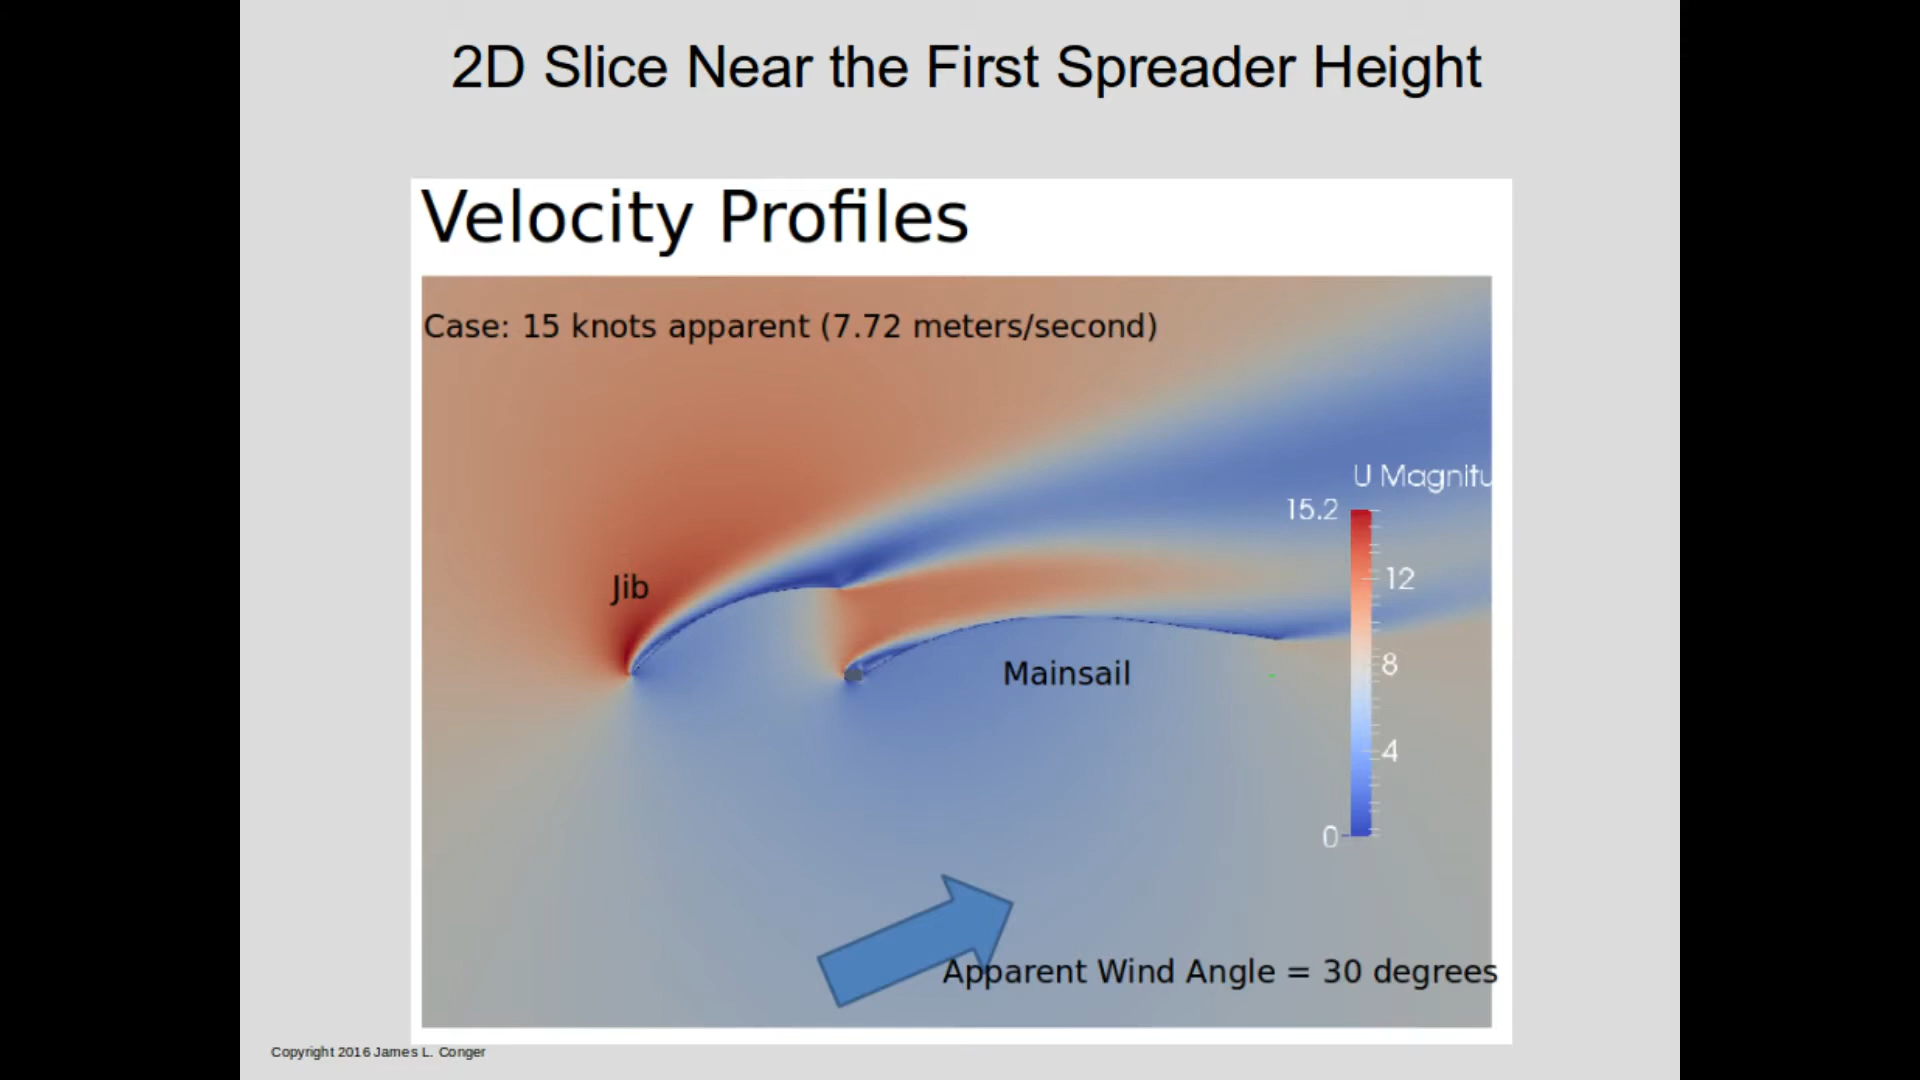 2D Slice Near the First Spreader Height
Velocity Profiles
Case: 15 knots apparent (7.72 meters/second)
U Magnitu
15.2
12
Jib
8
Mainsail
4
0
Apparent Wind Angle = 30 degrees
Copyright 2016 James L. Conger